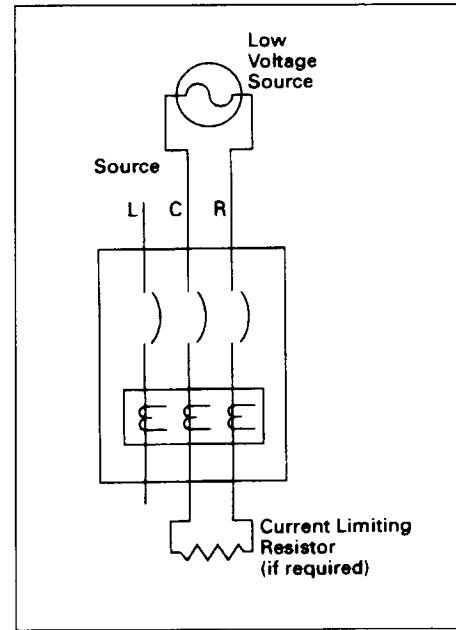 Low
Voltage
Source
Source
L C R
Current Limiting
Resistor
(if required)